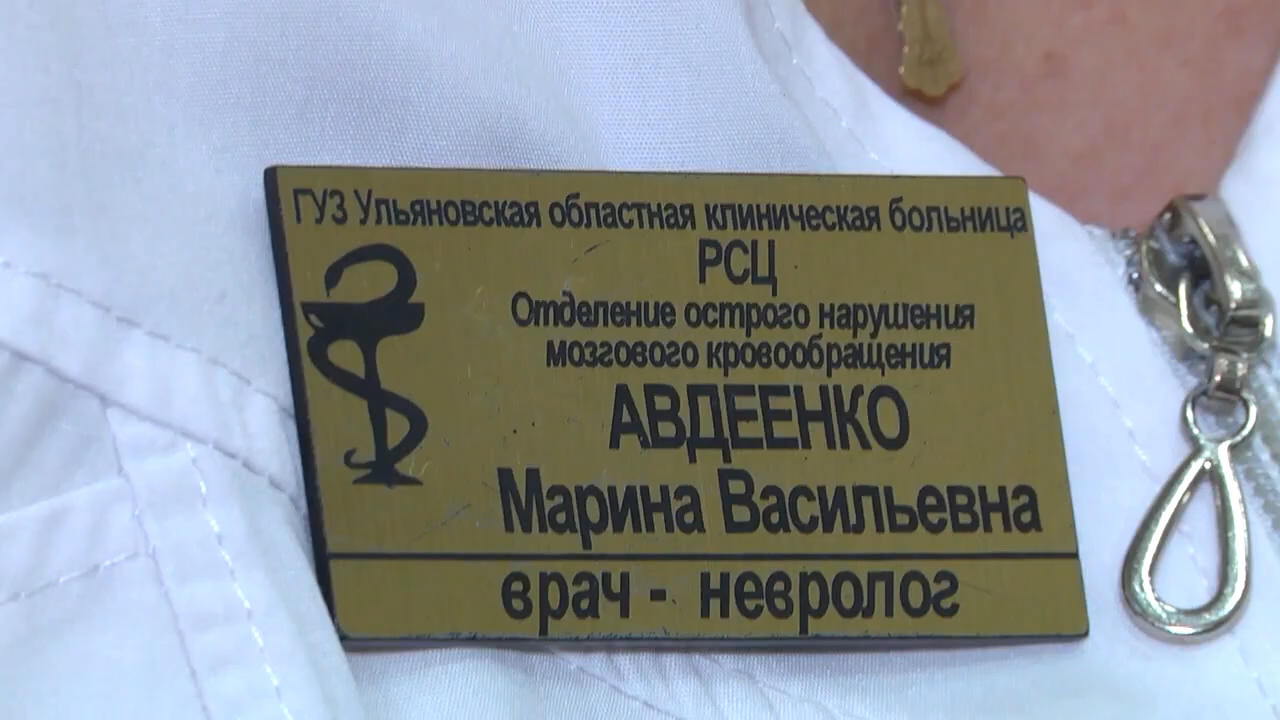 ГУЗ Ульяновская областная клиническая больница
РСЦ
Отделение острого нарушения
мозгового кровообращения
АВДЕЕНКО
Марина Васильевна
врач - невролог